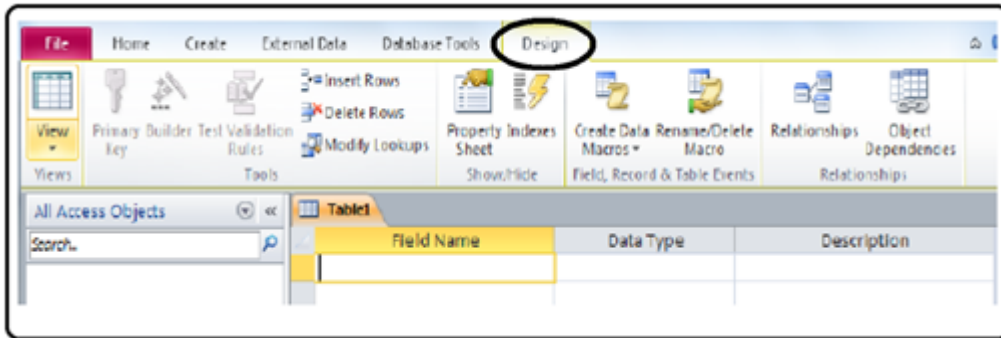 File Home Create External Data Database Tools Design
View Primary Key Builder Test Validation Rules Insert Rows Delete Rows Modify Lookups Property Sheet Indexes Create Data Macros Rename/Delete Macro Relationships Object Dependencies
Views Tools Show/Hide Field, Record & Table Events Relationships
All Access Objects Table1
Search.. Field Name Data Type Description